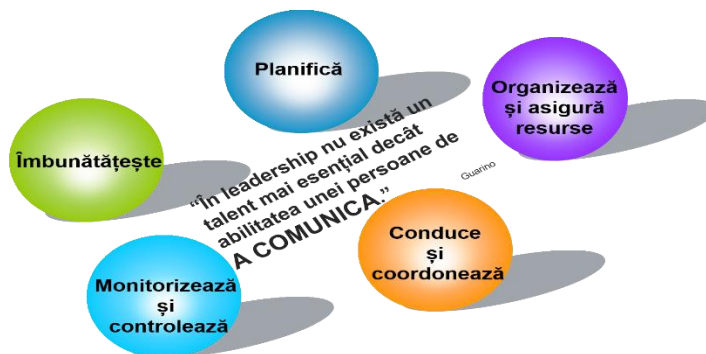 Planifică
Organizează
și asigură
resurse
Îmbunătățește
“În leadership nu există un
talent mai esențial decât
abilitatea unei persoane de
A COMUNICA.”
Guarino
Conduce
și
coordonează
Monitorizează
și
controlează